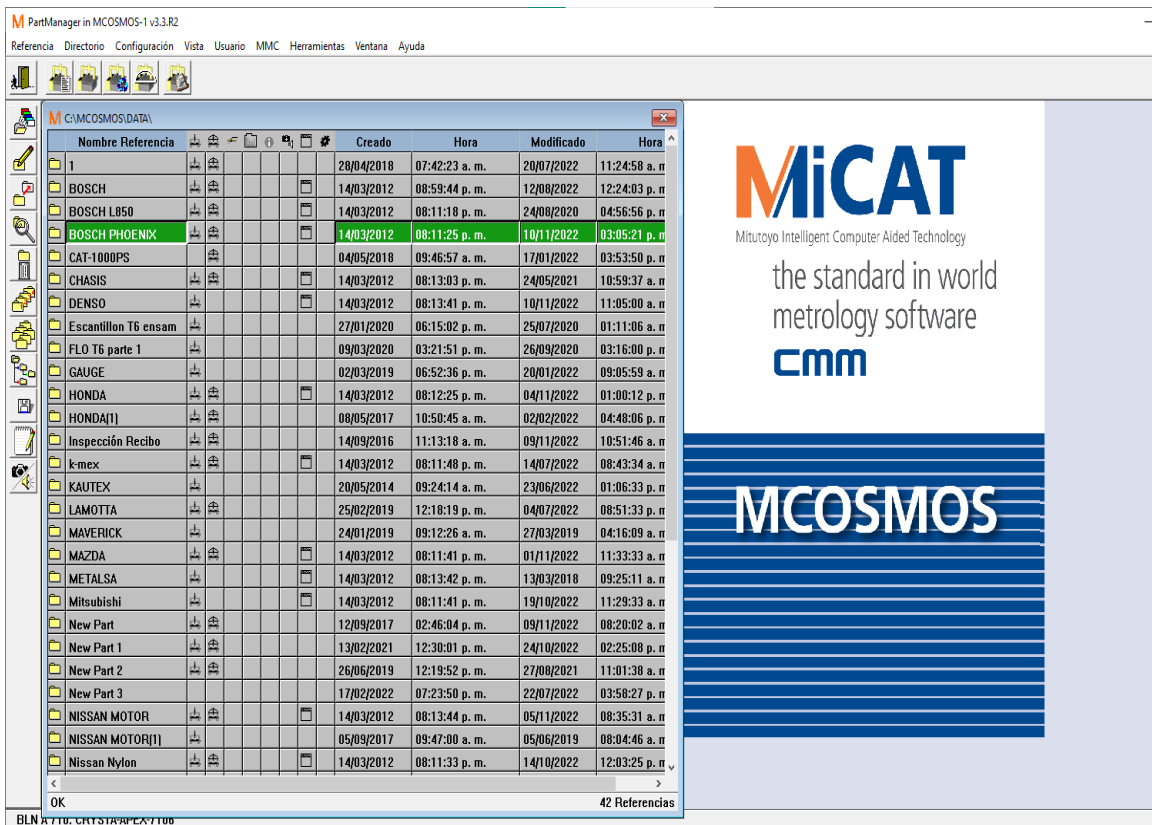 PartManager in MCOSMOS-1 v3.3.R2
Referencia Directorio Configuración Vista Usuario MMC Herramientas Ventana Ayuda
C:\MCOSMOS\DATA\
Nombre Referencia Creado Hora Modificado Hora
1 28/04/2018 07:42:23 a. m. 20/07/2022 11:24:58 a. m
BOSCH 14/03/2012 08:59:44 p. m. 12/08/2022 12:24:03 p. m
BOSCH L850 14/03/2012 08:11:18 p. m. 24/08/2020 04:56:56 p. m
BOSCH PHOENIX 14/03/2012 08:11:25 p. m. 10/11/2022 03:05:21 p. m
CAT-1000PS 04/05/2018 09:46:57 a. m. 17/01/2022 03:53:50 p. m
CHASIS 14/03/2012 08:13:03 p. m. 24/05/2021 10:59:37 a. m
DENSO 14/03/2012 08:13:41 p. m. 10/11/2022 11:05:00 a. m
Escantillon T6 ensam 27/01/2020 06:15:02 p. m. 25/07/2020 01:11:06 a. m
FLO T6 parte 1 09/03/2020 03:21:51 p. m. 26/09/2020 03:16:00 p. m
GAUGE 02/03/2019 06:52:36 p. m. 20/01/2022 09:05:59 a. m
HONDA 14/03/2012 08:12:25 p. m. 04/11/2022 01:00:12 p. m
HONDA(1) 08/05/2017 10:50:45 a. m. 02/02/2022 04:48:06 p. m
Inspección Recibo 14/09/2016 11:13:18 a. m. 09/11/2022 10:51:46 a. m
k-mex 14/03/2012 08:11:48 p. m. 14/07/2022 08:43:34 a. m
KAUTEX 20/05/2014 09:24:14 a. m. 23/06/2022 01:06:33 p. m
LAMOTTA 25/02/2019 12:18:19 p. m. 04/07/2022 08:51:33 p. m
MAVERICK 24/01/2019 09:12:26 a. m. 27/03/2019 04:16:09 a. m
MAZDA 14/03/2012 08:11:41 p. m. 01/11/2022 11:33:33 a. m
METALSA 14/03/2012 08:13:42 p. m. 13/03/2018 09:25:11 a. m
Mitsubishi 14/03/2012 08:11:41 p. m. 19/10/2022 11:29:33 a. m
New Part 12/09/2017 02:46:04 p. m. 09/11/2022 08:20:02 a. m
New Part 1 13/02/2021 12:30:01 p. m. 24/10/2022 02:25:08 p. m
New Part 2 26/06/2019 12:19:52 p. m. 27/08/2021 11:01:38 a. m
New Part 3 17/02/2022 07:23:50 p. m. 22/07/2022 03:58:27 p. m
NISSAN MOTOR 14/03/2012 08:13:44 p. m. 05/11/2022 08:35:31 a. m
NISSAN MOTOR(1) 05/09/2017 09:47:00 a. m. 05/06/2019 08:04:46 a. m
Nissan Nylon 14/03/2012 08:11:33 p. m. 14/10/2022 12:03:25 p. m
OK 42 Referencias
BLN A 710. CRYSTA-APEX-7106
MiCAT
Mitutoyo Intelligent Computer Aided Technology
the standard in world
metrology software
cmm
MCOSMOS